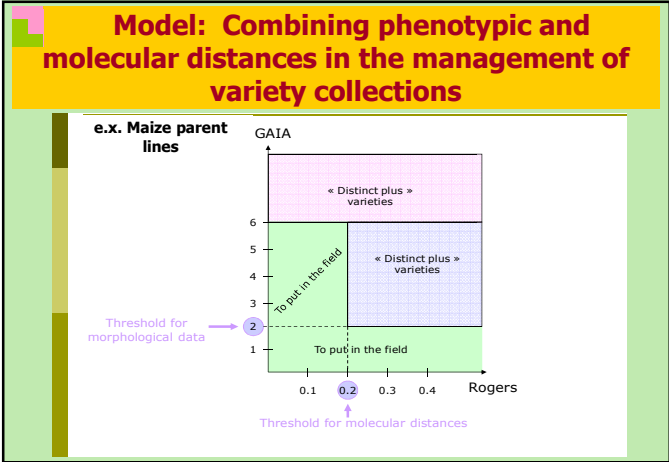 Model: Combining phenotypic and
molecular distances in the management of
variety collections
e.x. Maize parent
lines
GAIA
« Distinct plus »
varieties
6
5
4
3
2
1
To put in the field
« Distinct plus »
varieties
Threshold for
morphological data
To put in the field
0.1 0.2 0.3 0.4 Rogers
Threshold for molecular distances